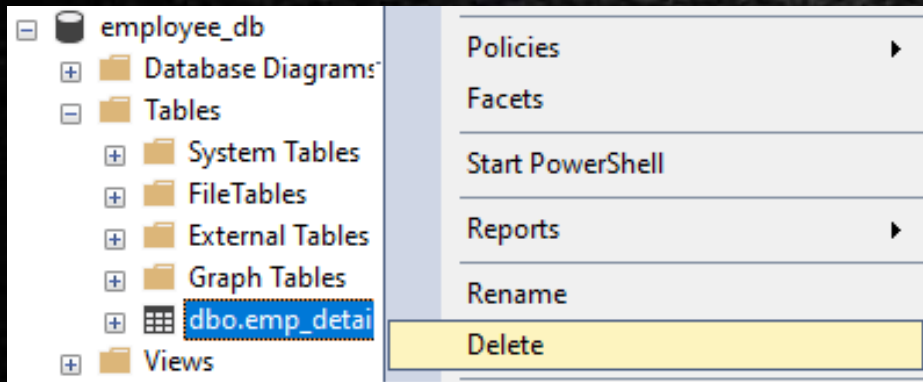 employee_db
Database Diagrams
Tables
System Tables
FileTables
External Tables
Graph Tables
dbo.emp_detai
Views
Policies
Facets
Start PowerShell
Reports
Rename
Delete